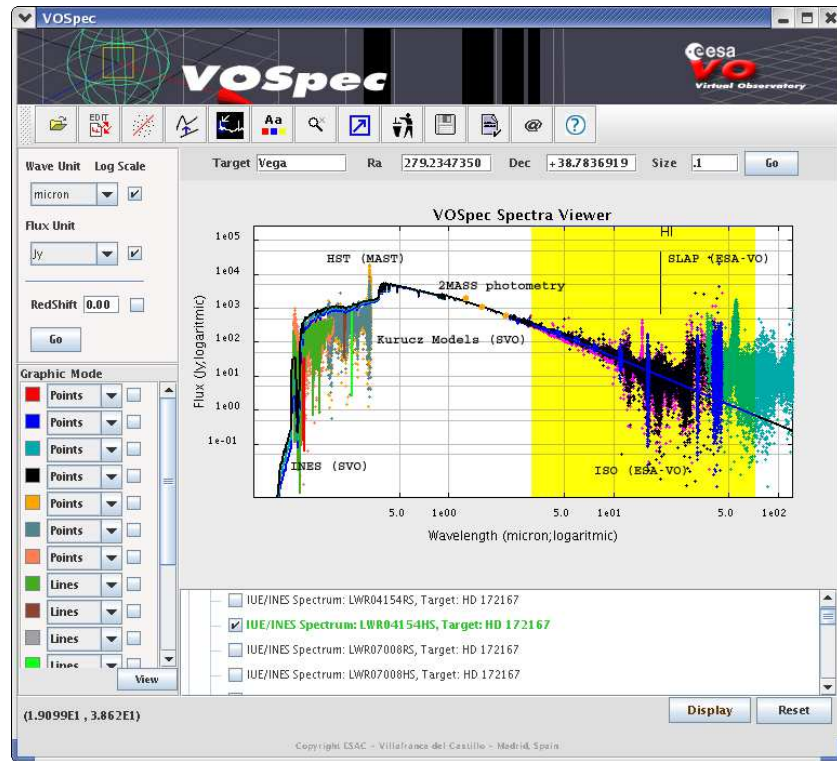 VOSpec
VOSpec
esa
VO
Virtual Observatory
EDIT
Aa
@
?
Wave Unit Log Scale
micron
Flux Unit
Jy
RedShift 0.00
Go
Target Vega Ra 279.2347350 Dec +38.7836919 Size .1 Go
VOSpec Spectra Viewer
HI
1e05
1e04
1e03
1e02
1e01
1e00
1e-01
Flux (Jy;logaritmic)
HST (MAST)
SLAP (ESA-VO)
2MASS photometry
Kurucz Models (SVO)
INES (SVO)
ISO (ESA-VO)
5.0 1e00 5.0 1e01 5.0 1e02
Wavelength (micron;logaritmic)
Graphic Mode
Points
Points
Points
Points
Points
Points
Points
Lines
Lines
Lines
Lines
View
IUE/INES Spectrum: LWR04154RS, Target: HD 172167
IUE/INES Spectrum: LWR04154HS, Target: HD 172167
IUE/INES Spectrum: LWR07008RS, Target: HD 172167
IUE/INES Spectrum: LWR07008HS, Target: HD 172167
(1.9099E1 , 3.862E1)
Display Reset
Copyright ESAC - Villafranca del Castillo - Madrid, Spain